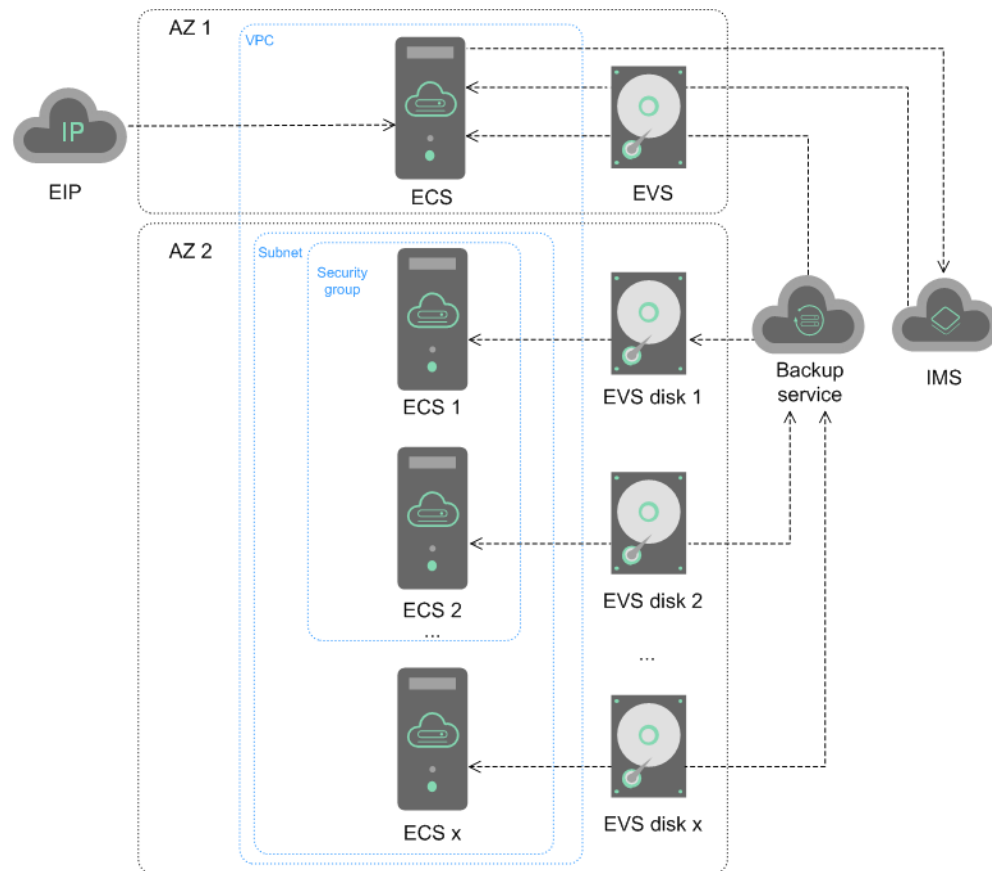 AZ 1
VPC
IP
EIP
ECS
EVS
AZ 2
Subnet
Security
group
ECS 1
EVS disk 1
Backup
service
IMS
ECS 2
EVS disk 2
...
...
ECS x
EVS disk x